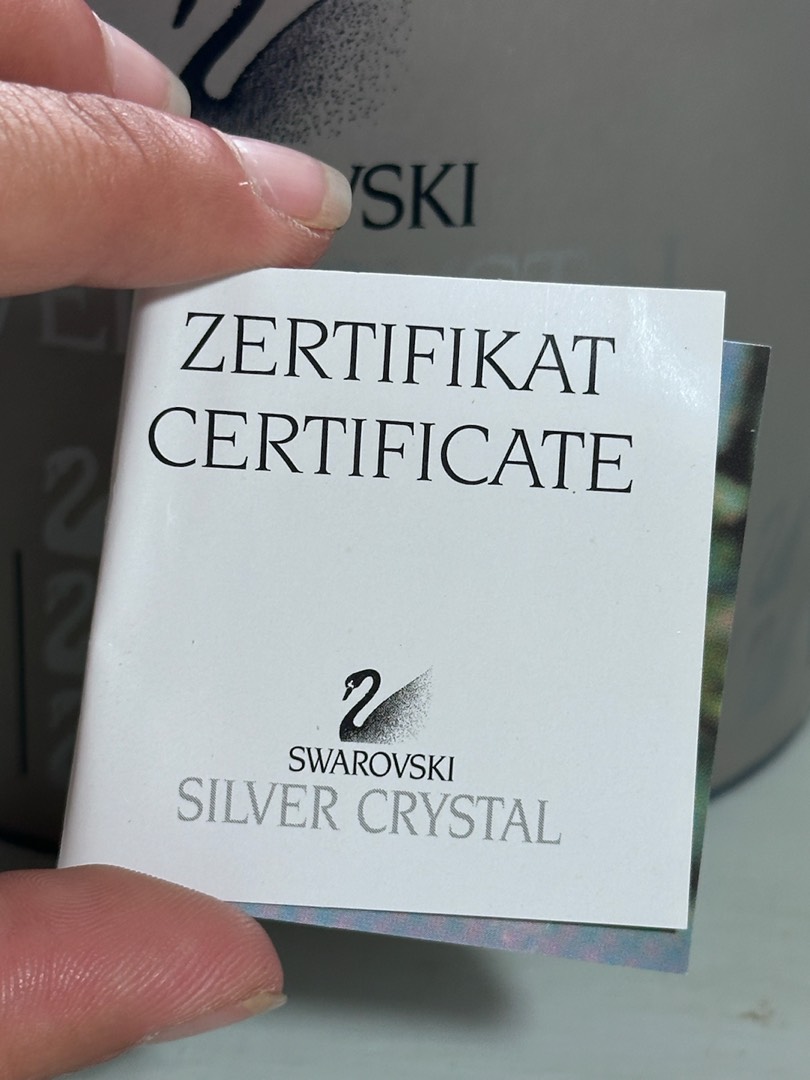 VSKI
ZERTIFIKAT
CERTIFICATE
SWAROVSKI
SILVER CRYSTAL